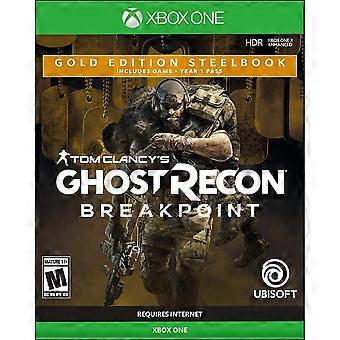 XBOX ONE
HDR
XBOX ONE X
ENHANCED
GOLD EDITION STEELBOOK
INCLUDES GAME + YEAR 1 PASS
TOM CLANCY'S
GHOST RECON
BREAKPOINT
MATURE 17+
M
ESRB
UBISOFT
REQUIRES INTERNET
XBOX ONE